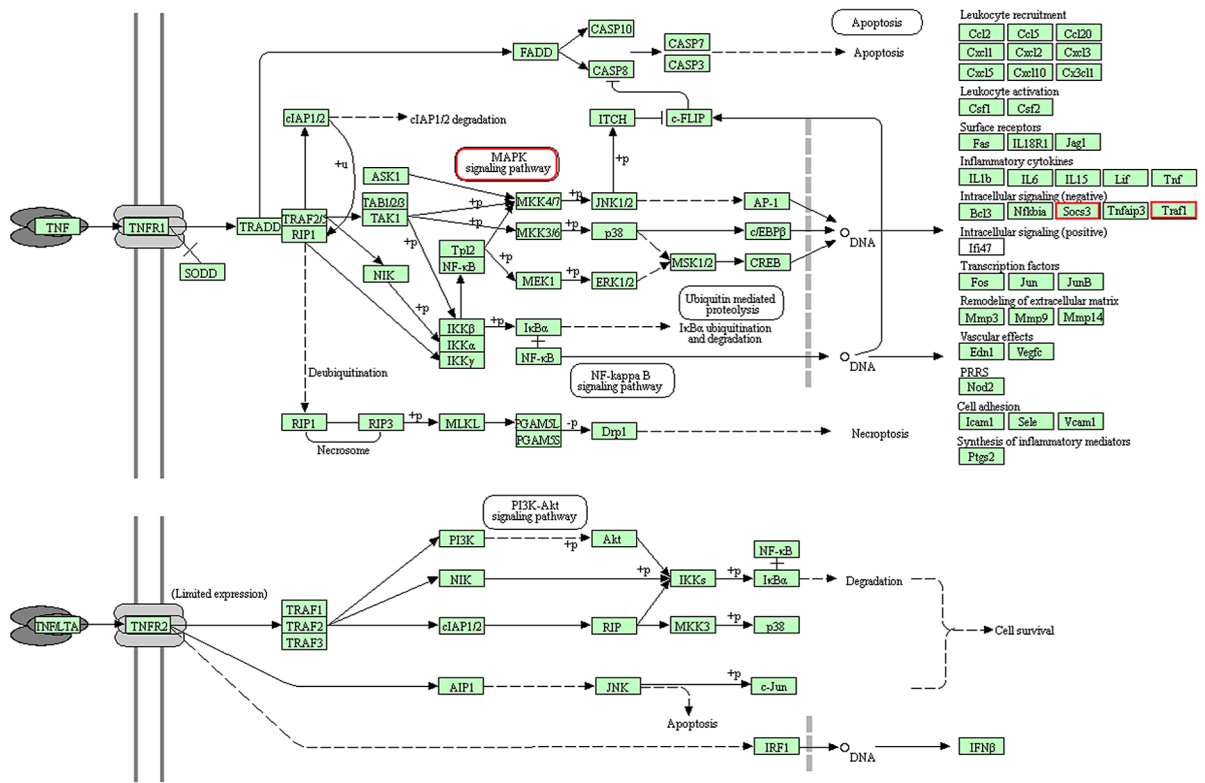 Apoptosis
CASP10
FADD
CASP7
CASP3
Apoptosis
CASP8
cIAP1/2
cIAP1/2 degradation
ITCH
c-FLIP
+u
+p
MAPK
signaling pathway
ASK1
TAB1/2/3
TAK1
+p
+p
+p
MKK4/7
+p
JNK1/2
AP-1
TNF
TNFR1
TRADD
TRAF2/5
RIP1
MKK3/6
+p
p38
c/EBPβ
DNA
SODD
NIK
Tpl2
NF-κB
MEK1
+p
ERK1/2
MSK1/2
CREB
+p
+p
Ubiquitin mediated
proteolysis
IKKβ
IKKα
IKKγ
+p
IκBα
IκBα ubiquitination
and degradation
NF-κB
DNA
NF-kappa B
signaling pathway
Deubiquitination
RIP1
RIP3
+p
MLKL
PGAM5L
PGAM5S
-p
Drp1
Necroptosis
Necrosome
Leukocyte recruitment
Ccl2 Ccl5 Ccl20
Cxcl1 Cxcl2 Cxcl3
Cxcl5 Cxcl10 Cx3cl1
Leukocyte activation
Csf1 Csf2
Surface receptors
Fas IL18R1 Jag1
Inflammatory cytokines
IL1b IL6 IL15 Lif Tnf
Intracellular signaling (negative)
Bcl3 Nfkbia Socs3 Tnfaip3 Traf1
Intracellular signaling (positive)
Ifi47
Transcription factors
Fos Jun JunB
Remodeling of extracellular matrix
Mmp3 Mmp9 Mmp14
Vascular effects
Edn1 Vegfc
PRRS
Nod2
Cell adhesion
Icam1 Sele Vcam1
Synthesis of inflammatory mediators
Ptgs2
PI3K-Akt
signaling pathway
PI3K
+p
Akt
NF-κB
NIK
+p
IKKs
+p
IκBα
Degradation
(Limited expression)
TNF/LTA
TNFR2
TRAF1
TRAF2
TRAF3
cIAP1/2
RIP
MKK3
+p
p38
Cell survival
AIP1
JNK
+p
c-Jun
Apoptosis
IRF1
DNA
IFNβ